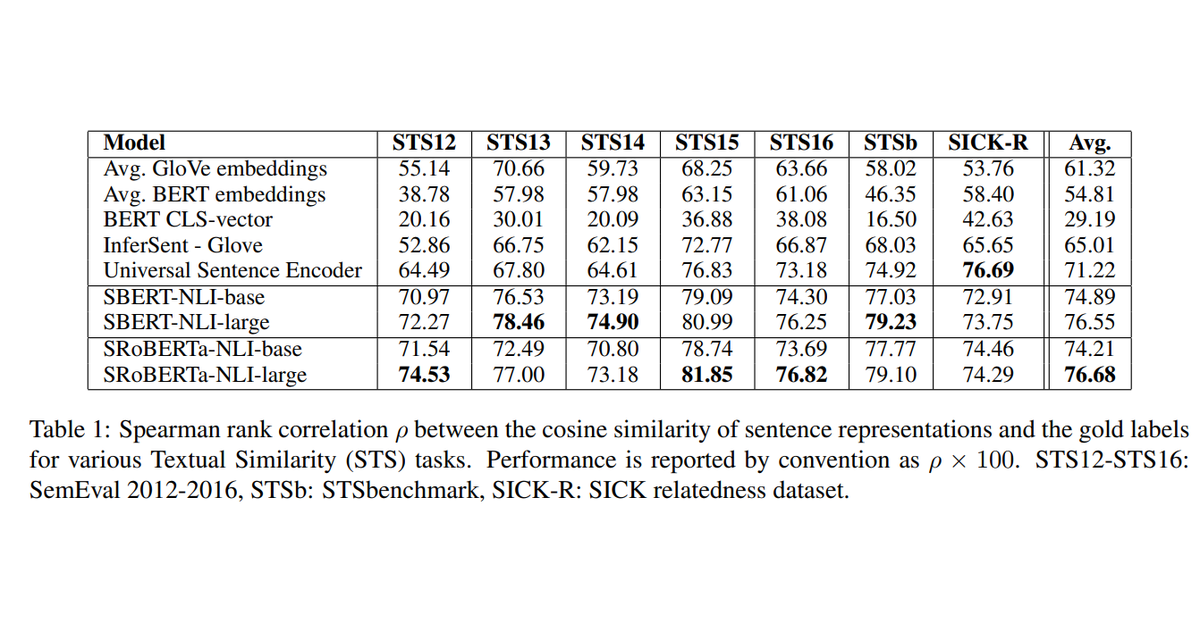 Model STS12 STS13 STS14 STS15 STS16 STSb SICK-R Avg.
Avg. GloVe embeddings 55.14 70.66 59.73 68.25 63.66 58.02 53.76 61.32
Avg. BERT embeddings 38.78 57.98 57.98 63.15 61.06 46.35 58.40 54.81
BERT CLS-vector 20.16 30.01 20.09 36.88 38.08 16.50 42.63 29.19
InferSent - Glove 52.86 66.75 62.15 72.77 66.87 68.03 65.65 65.01
Universal Sentence Encoder 64.49 67.80 64.61 76.83 73.18 74.92 76.69 71.22
SBERT-NLI-base 70.97 76.53 73.19 79.09 74.30 77.03 72.91 74.89
SBERT-NLI-large 72.27 78.46 74.90 80.99 76.25 79.23 73.75 76.55
SRoBERTa-NLI-base 71.54 72.49 70.80 78.74 73.69 77.77 74.46 74.21
SRoBERTa-NLI-large 74.53 77.00 73.18 81.85 76.82 79.10 74.29 76.68
Table 1: Spearman rank correlation ρ between the cosine similarity of sentence representations and the gold labels
for various Textual Similarity (STS) tasks. Performance is reported by convention as ρ × 100. STS12-STS16:
SemEval 2012-2016, STSb: STSbenchmark, SICK-R: SICK relatedness dataset.